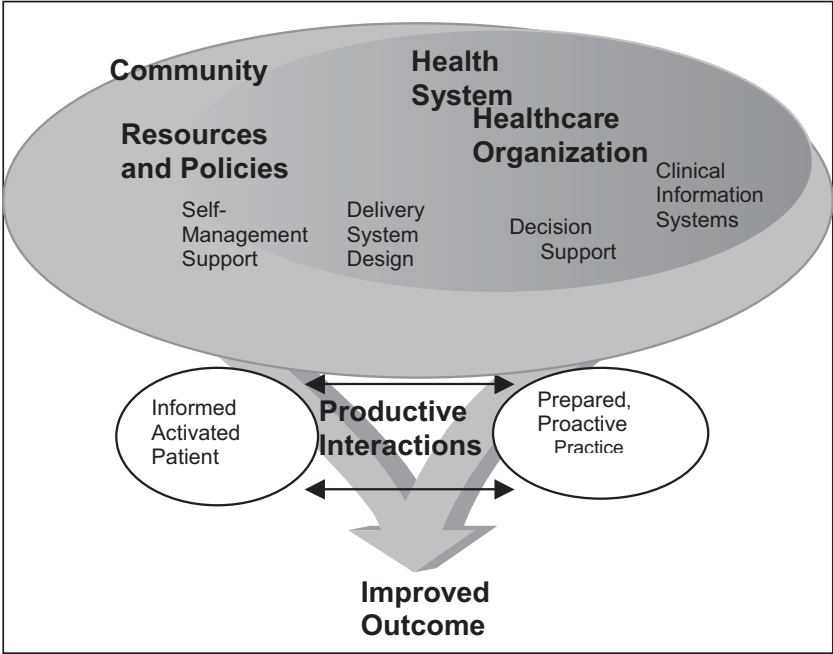 Community
Health
System
Healthcare
Organization
Resources
and Policies
Self-
Management
Support
Delivery
System
Design
Decision
Support
Clinical
Information
Systems
Informed
Activated
Patient
Productive
Interactions
Prepared,
Proactive
Practice
Improved
Outcome